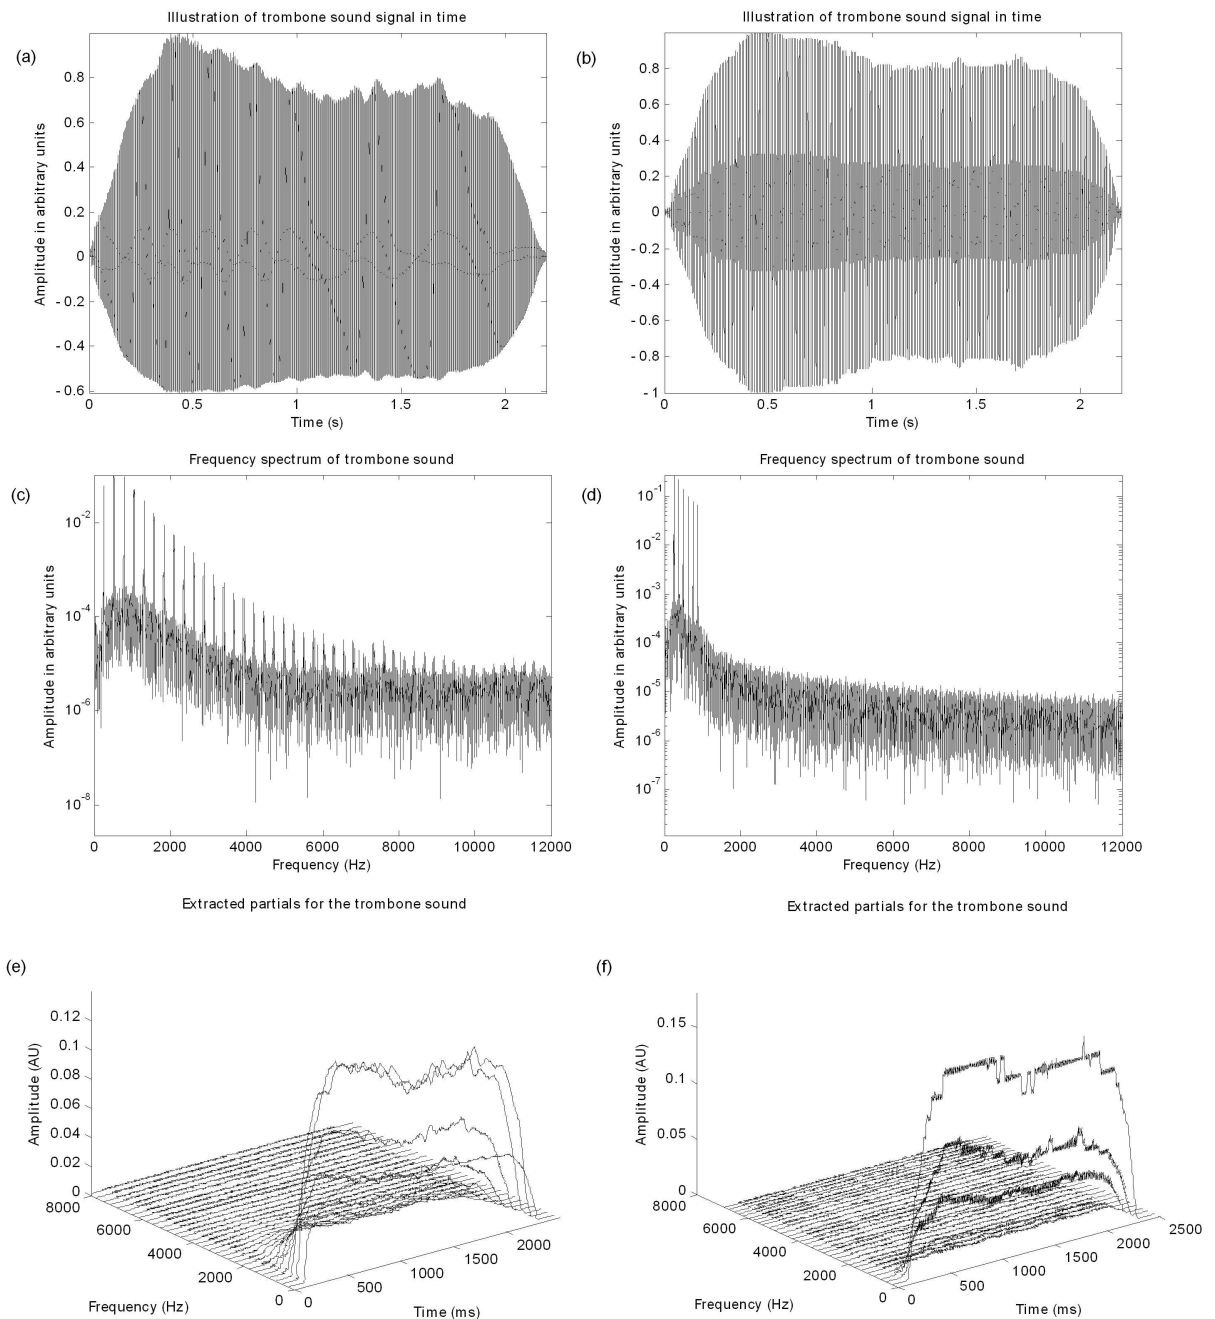 Illustration of trombone sound signal in time
(a)
Amplitude in arbitrary units
0.8
0.6
0.4
0.2
0
- 0.2
- 0.4
- 0.6
0 0.5 1 1.5 2
Time (s)
Illustration of trombone sound signal in time
(b)
Amplitude in arbitrary units
0.8
0.6
0.4
0.2
0
- 0.2
- 0.4
- 0.6
- 0.8
- 1
0 0.5 1 1.5 2
Time (s)
Frequency spectrum of trombone sound
(c)
Amplitude in arbitrary units
10-2
10-4
10-6
10-8
0 2000 4000 6000 8000 10000 12000
Frequency (Hz)
Frequency spectrum of trombone sound
(d)
Amplitude in arbitrary units
10-1
10-2
10-3
10-4
10-5
10-6
10-7
0 2000 4000 6000 8000 10000 12000
Frequency (Hz)
Extracted partials for the trombone sound
(e)
Amplitude (AU)
0.12
0.1
0.08
0.06
0.04
0.02
0
8000
6000
4000
2000
0
Frequency (Hz)
0
500
1000
1500
2000
Time (ms)
Extracted partials for the trombone sound
(f)
Amplitude (AU)
0.15
0.1
0.05
0
8000
6000
4000
2000
0
Frequency (Hz)
0
500
1000
1500
2000
2500
Time (ms)